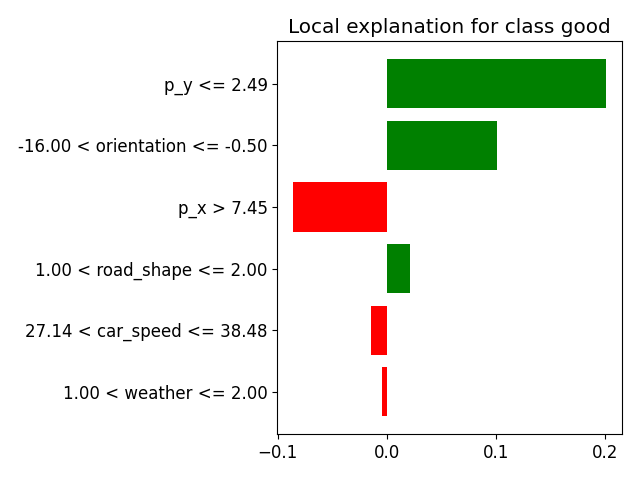 Local explanation for class good
p_y <= 2.49
-16.00 < orientation <= -0.50
p_x > 7.45
1.00 < road_shape <= 2.00
27.14 < car_speed <= 38.48
1.00 < weather <= 2.00
−0.1 0.0 0.1 0.2